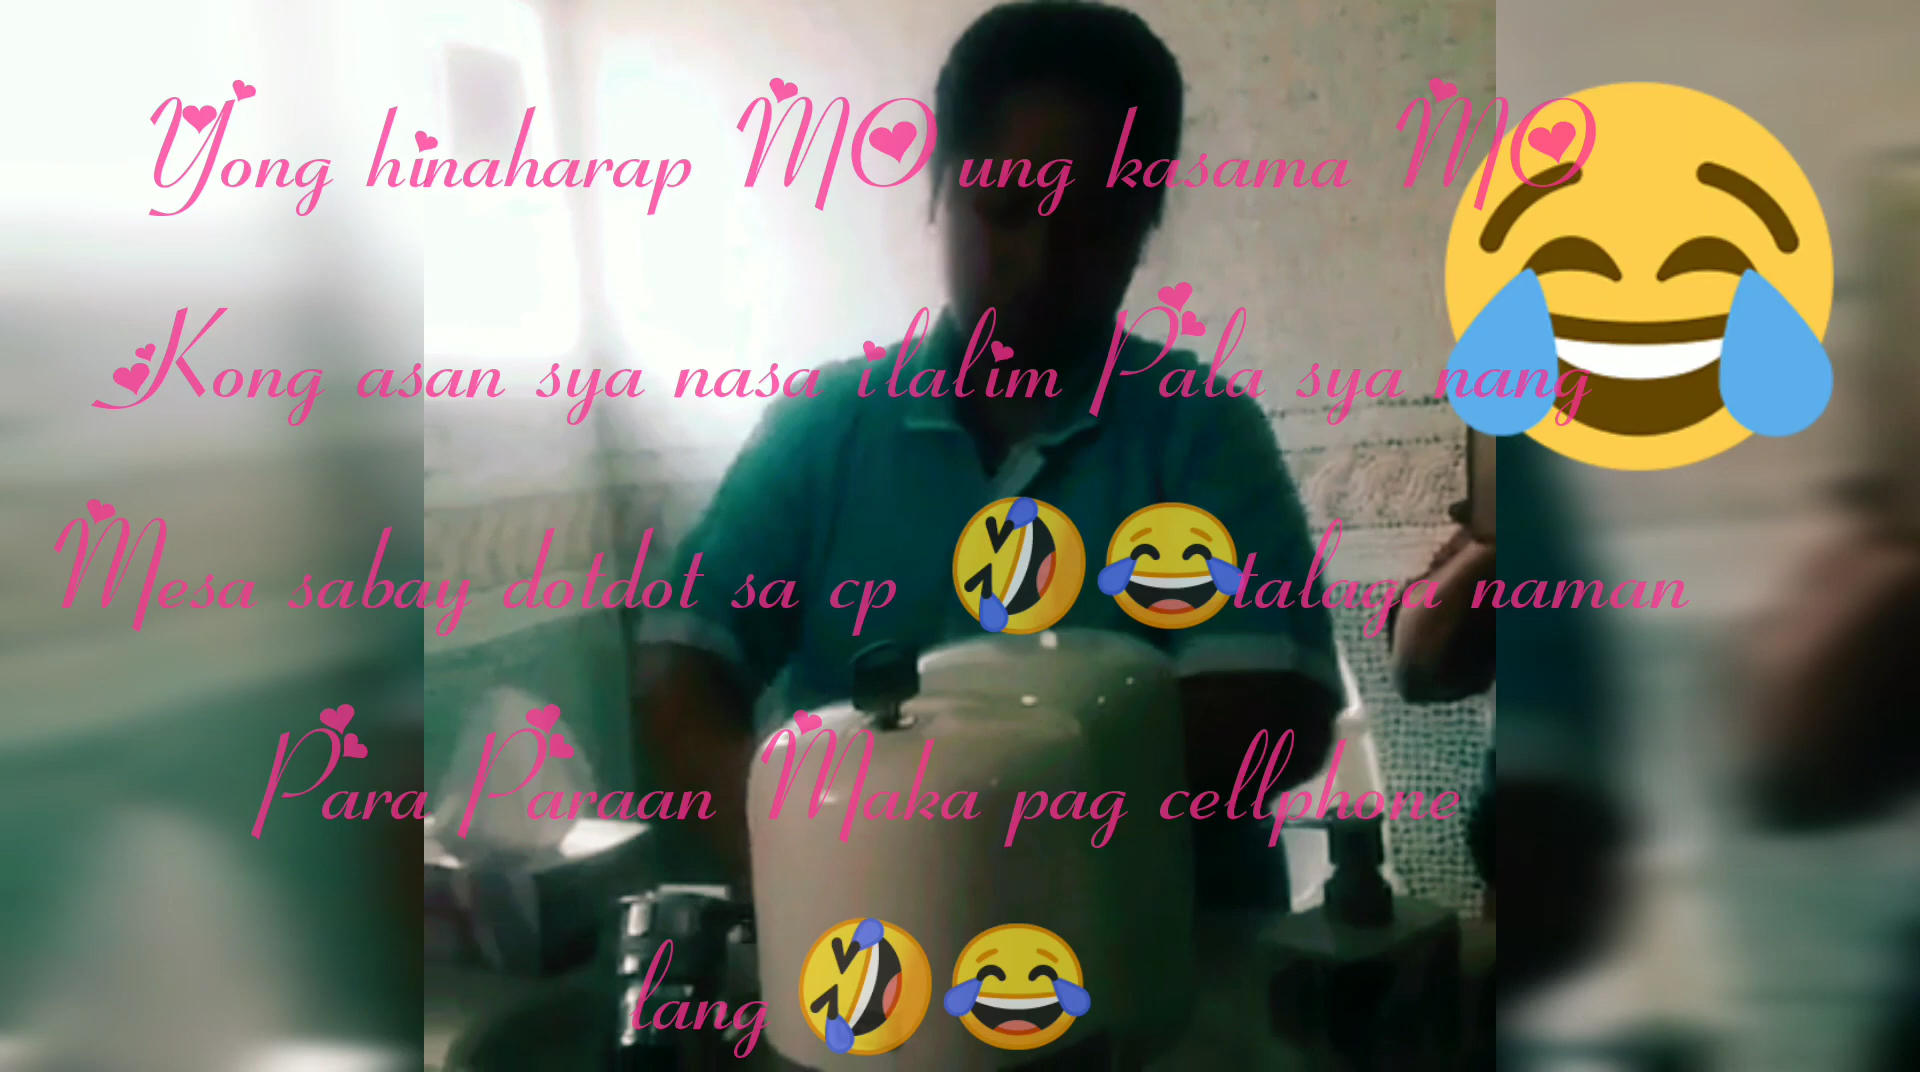 Yong hinaharap MO ung kasama MO
Kong asan sya nasa ilalim Pala sya nang
Mesa sabay dotdot sa cp 🤣😂talaga naman
Para Paraan Maka pag cellphone
lang 🤣😂